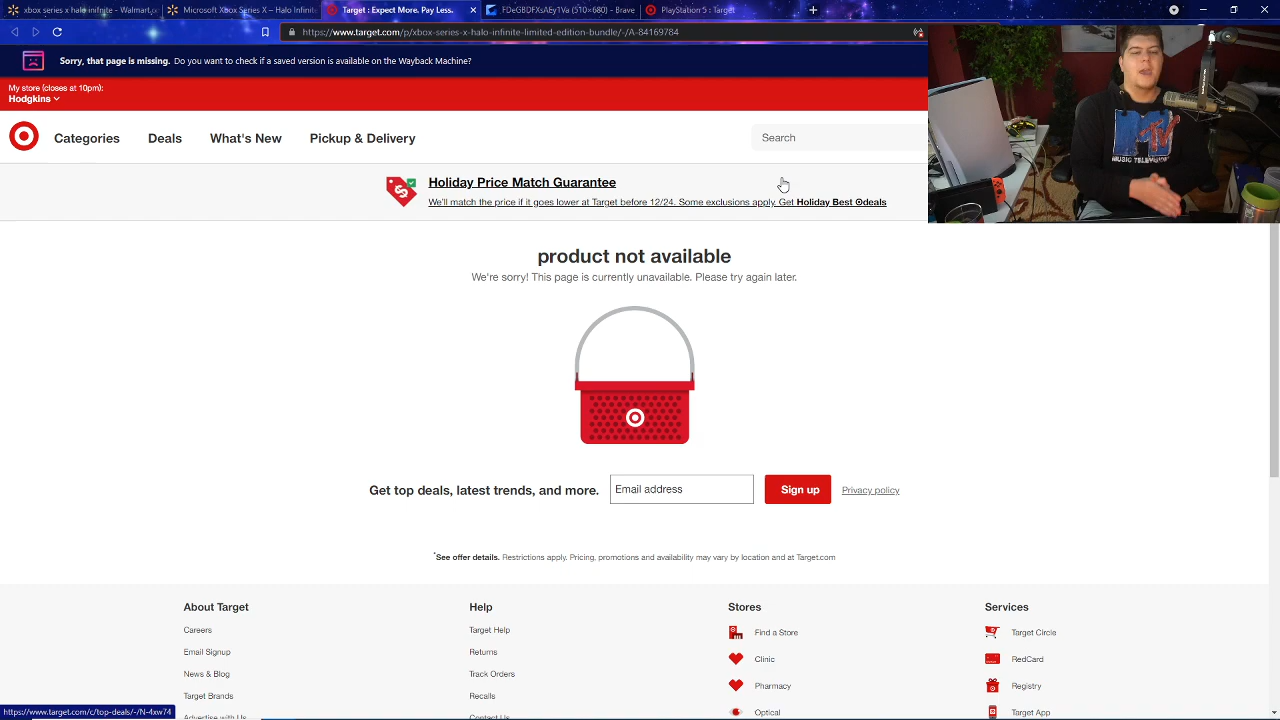 xbox series x halo inifnite - Walmart.c
Microsoft Xbox Series X – Halo Infinite
Target : Expect More. Pay Less.
FDeGBDFXsAEy1Va (510×680) - Brave
PlayStation 5 : Target
https://www.target.com/p/xbox-series-x-halo-infinite-limited-edition-bundle/-/A-84169784
Sorry, that page is missing. Do you want to check if a saved version is available on the Wayback Machine?
My store (closes at 10pm):
Hodgkins
Categories
Deals
What's New
Pickup & Delivery
Search
Holiday Price Match Guarantee
We'll match the price if it goes lower at Target before 12/24. Some exclusions apply. Get Holiday Best deals
MTV
MUSIC TELEVISION
product not available
We're sorry! This page is currently unavailable. Please try again later.
Get top deals, latest trends, and more.
Email address
Sign up
Privacy policy
*See offer details. Restrictions apply. Pricing, promotions and availability may vary by location and at Target.com
About Target
Careers
Email Signup
News & Blog
Target Brands
Advertise with Us
Help
Target Help
Returns
Track Orders
Recalls
Contact Us
Stores
Find a Store
Clinic
Pharmacy
Optical
Services
Target Circle
RedCard
Registry
Target App
https://www.target.com/c/top-deals/-/N-4xw74